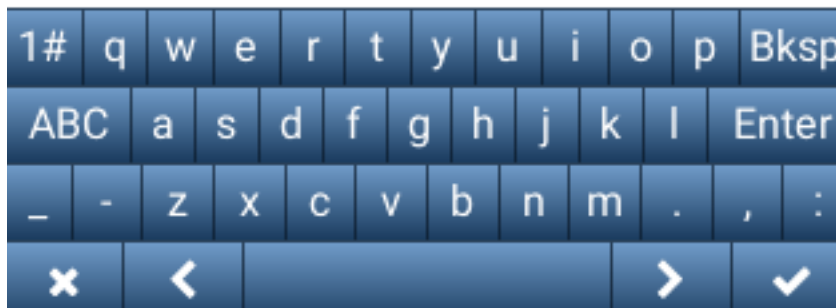 1# q w e r t y u i o p Bksp
ABC a s d f g h j k l Enter
_ - z x c v b n m . , :